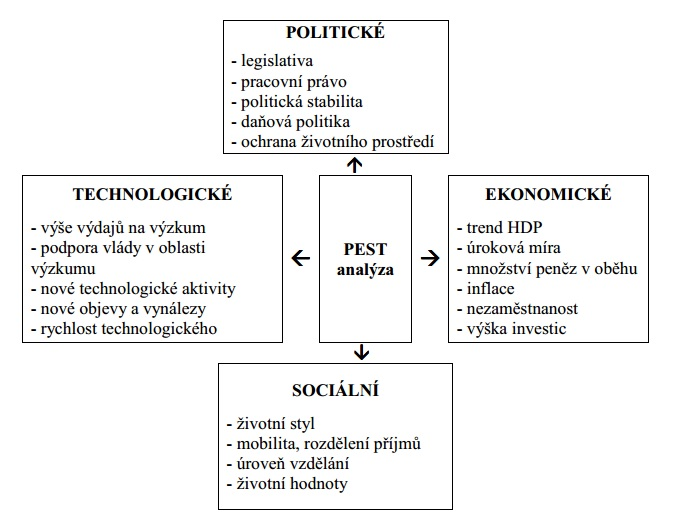 POLITICKÉ
- legislativa
- pracovní právo
- politická stabilita
- daňová politika
- ochrana životního prostředí
TECHNOLOGICKÉ
- výše výdajů na výzkum
- podpora vlády v oblasti
výzkumu
- nové technologické aktivity
- nové objevy a vynálezy
- rychlost technologického
PEST
analýza
EKONOMICKÉ
- trend HDP
- úroková míra
- množství peněz v oběhu
- inflace
- nezaměstnanost
- výška investic
SOCIÁLNÍ
- životní styl
- mobilita, rozdělení příjmů
- úroveň vzdělání
- životní hodnoty